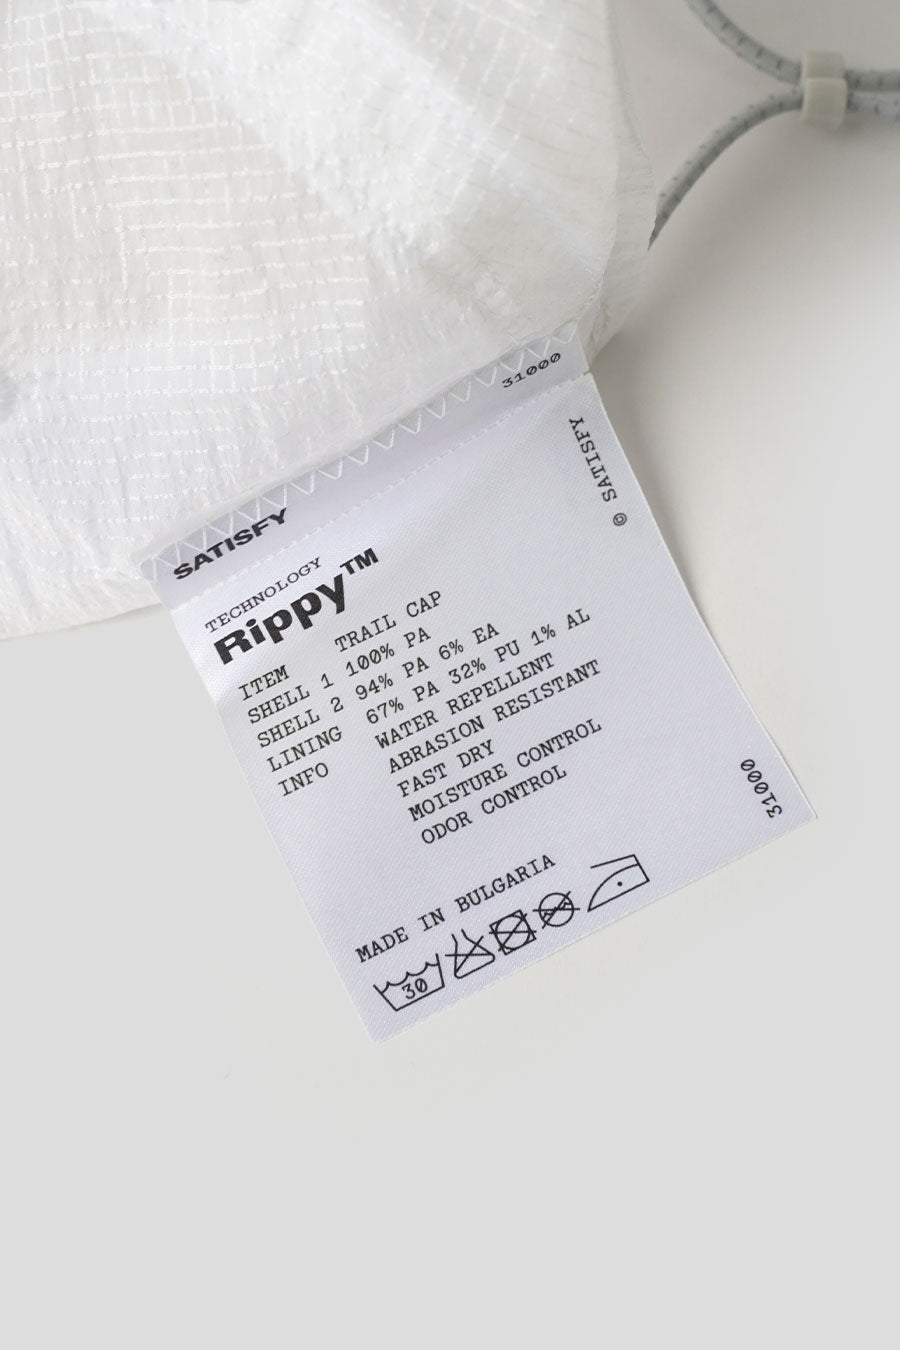 31000
SATISFY
© SATISFY
TECHNOLOGY
Rippy™
ITEM TRAIL CAP
SHELL 1 100% PA
SHELL 2 94% PA 6% EA
LINING 67% PA 32% PU 1% AL
INFO WATER REPELLENT
ABRASION RESISTANT
FAST DRY
MOISTURE CONTROL
ODOR CONTROL
31000
MADE IN BULGARIA
30